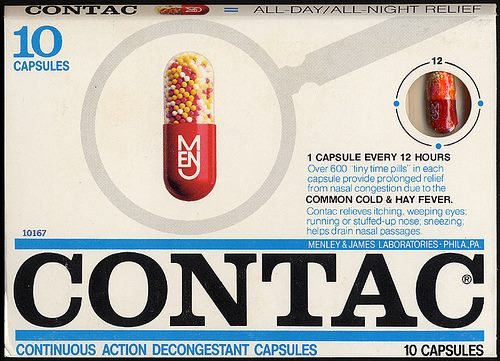 CONTAC = ALL-DAY/ALL-NIGHT RELIEF
10
CAPSULES
12
MENJ
1 CAPSULE EVERY 12 HOURS
Over 600 "tiny time pills" in each
capsule provide prolonged relief
from nasal congestion due to the
COMMON COLD & HAY FEVER.
Contac relieves itching, weeping eyes;
running or stuffed-up nose; sneezing;
helps drain nasal passages.
10167
MENLEY & JAMES LABORATORIES · PHILA., PA
CONTAC®
CONTINUOUS ACTION DECONGESTANT CAPSULES
10 CAPSULES